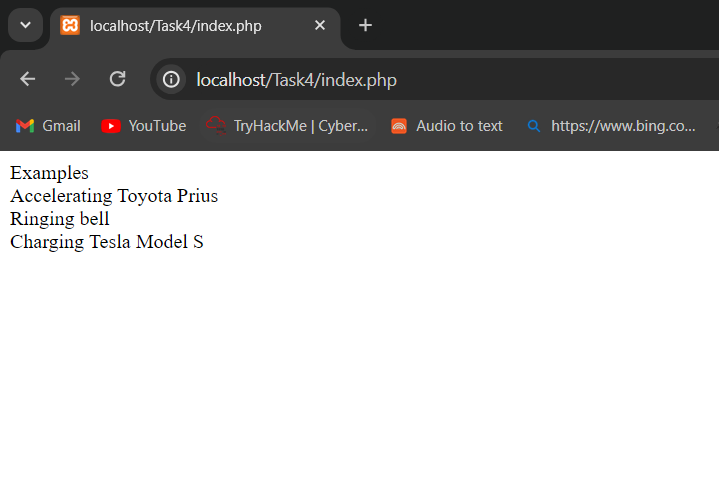 localhost/Task4/index.php
localhost/Task4/index.php
Gmail YouTube TryHackMe | Cyber... Audio to text https://www.bing.co...
Examples
Accelerating Toyota Prius
Ringing bell
Charging Tesla Model S